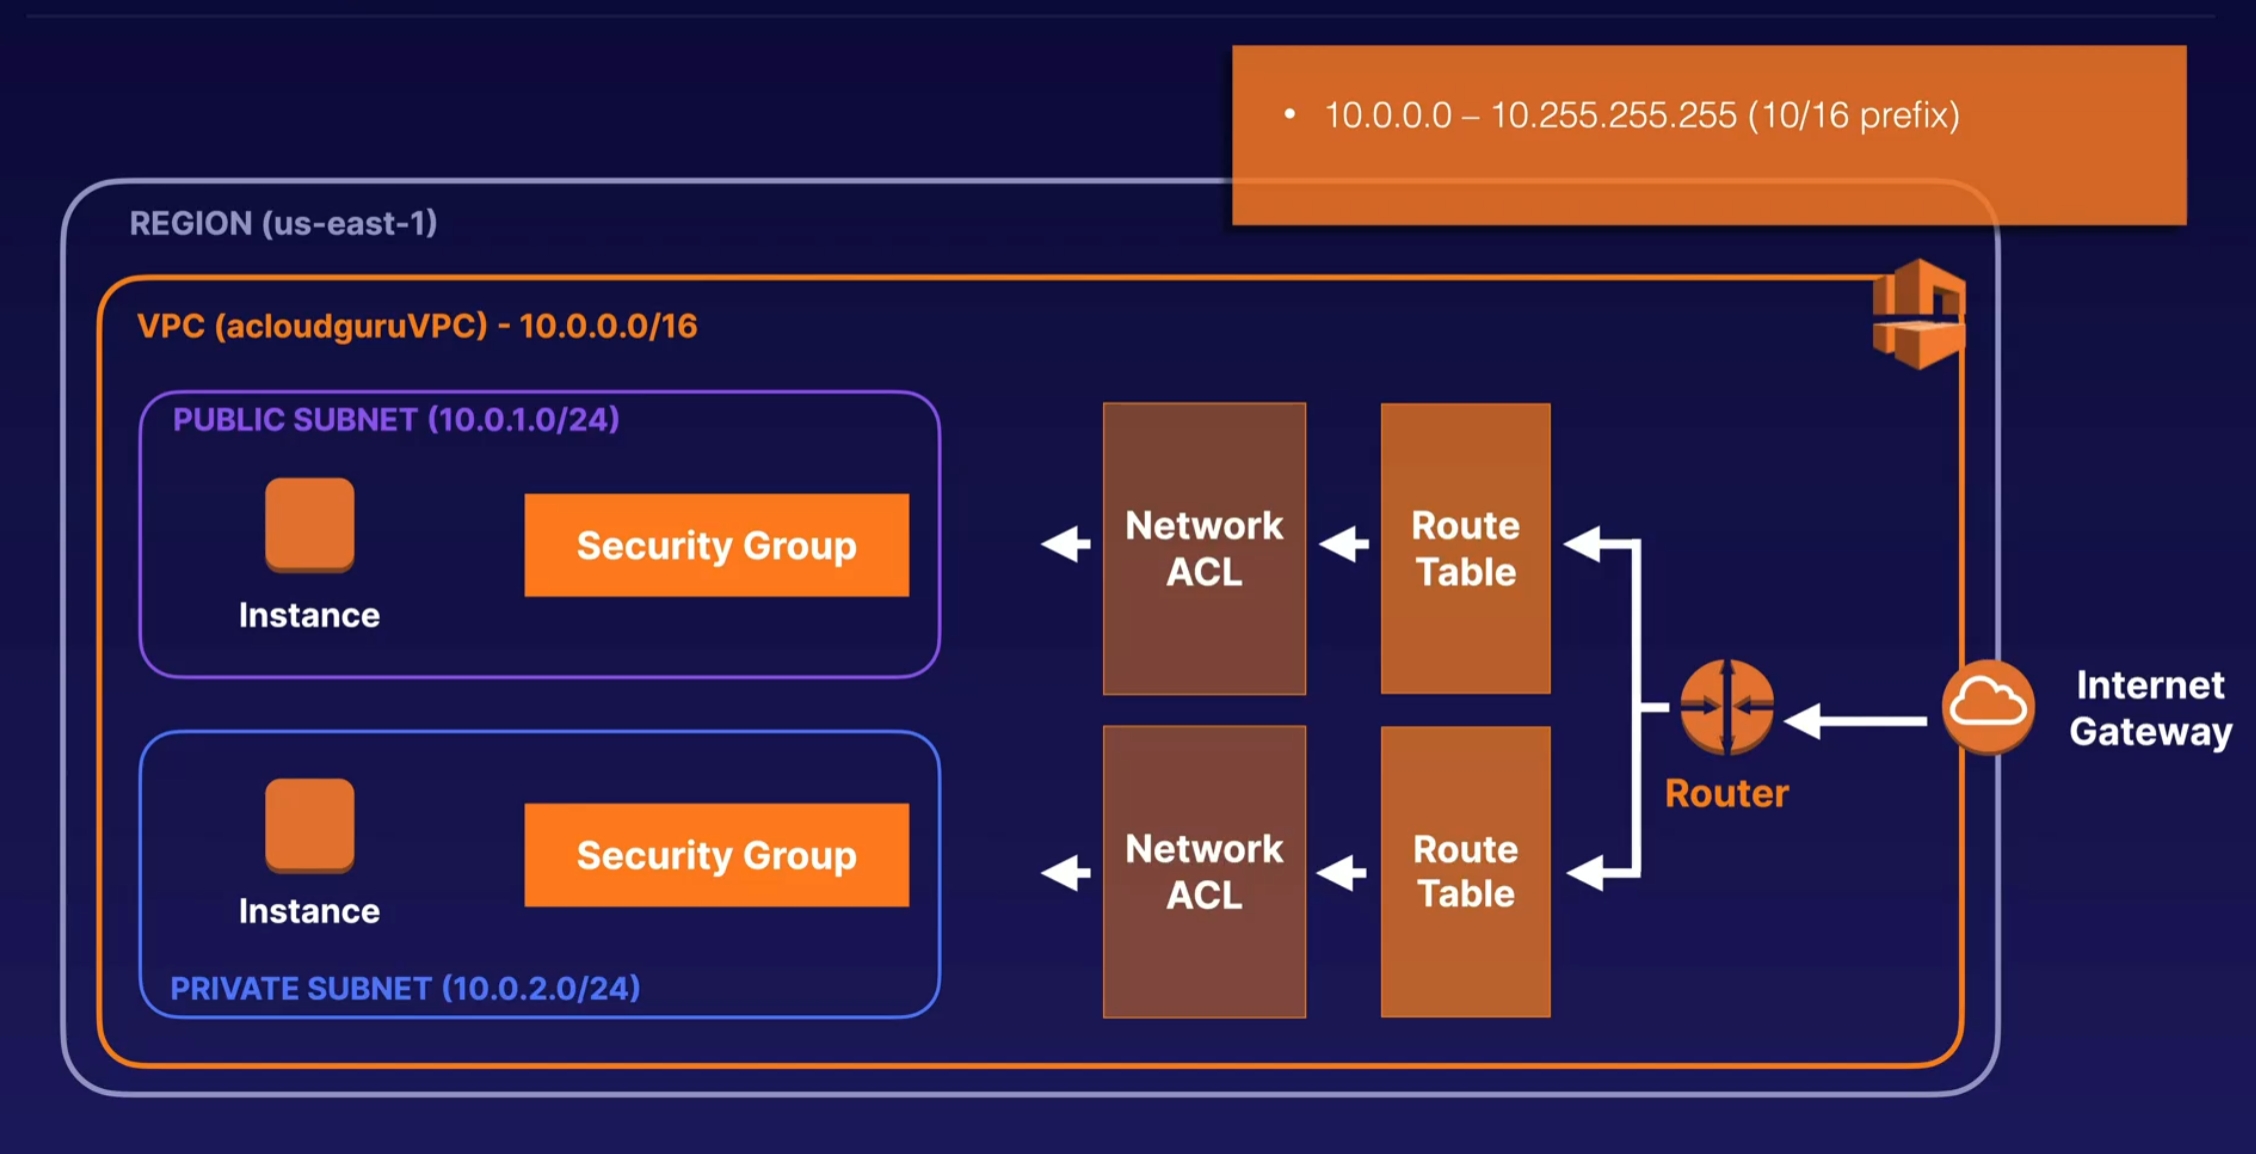 • 10.0.0.0 – 10.255.255.255 (10/16 prefix)
REGION (us-east-1)
VPC (acloudguruVPC) - 10.0.0.0/16
PUBLIC SUBNET (10.0.1.0/24)
Instance
Security Group
Network
ACL
Route
Table
Internet
Gateway
Router
Instance
Security Group
Network
ACL
Route
Table
PRIVATE SUBNET (10.0.2.0/24)